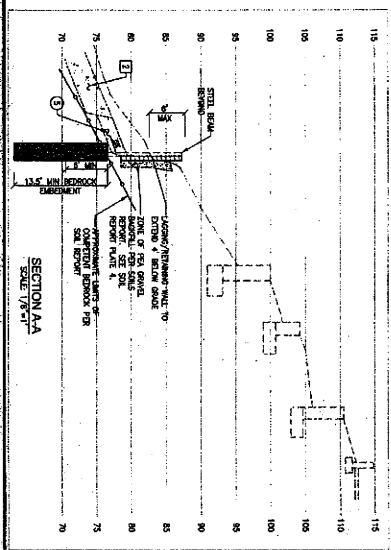 115
110
105
100
95
90
85
80
75
70
115
110
105
100
95
90
85
80
75
70
STEEL BEAM
BEYOND
6'
MAX
2
5
LAGGING/RETAINING WALL TO
EXTEND 4' BELOW GRADE
ZONE OF PEA GRAVEL
BACKFILL PER SOILS
REPORT. SEE SOIL
REPORT PLATE 4.
APPROXIMATE LIMITS OF
COMPETENT BEDROCK PER
SOIL REPORT
6' MIN
13.5' MIN BEDROCK
EMBEDMENT
SECTION A-A
SCALE: 1/8"=1'